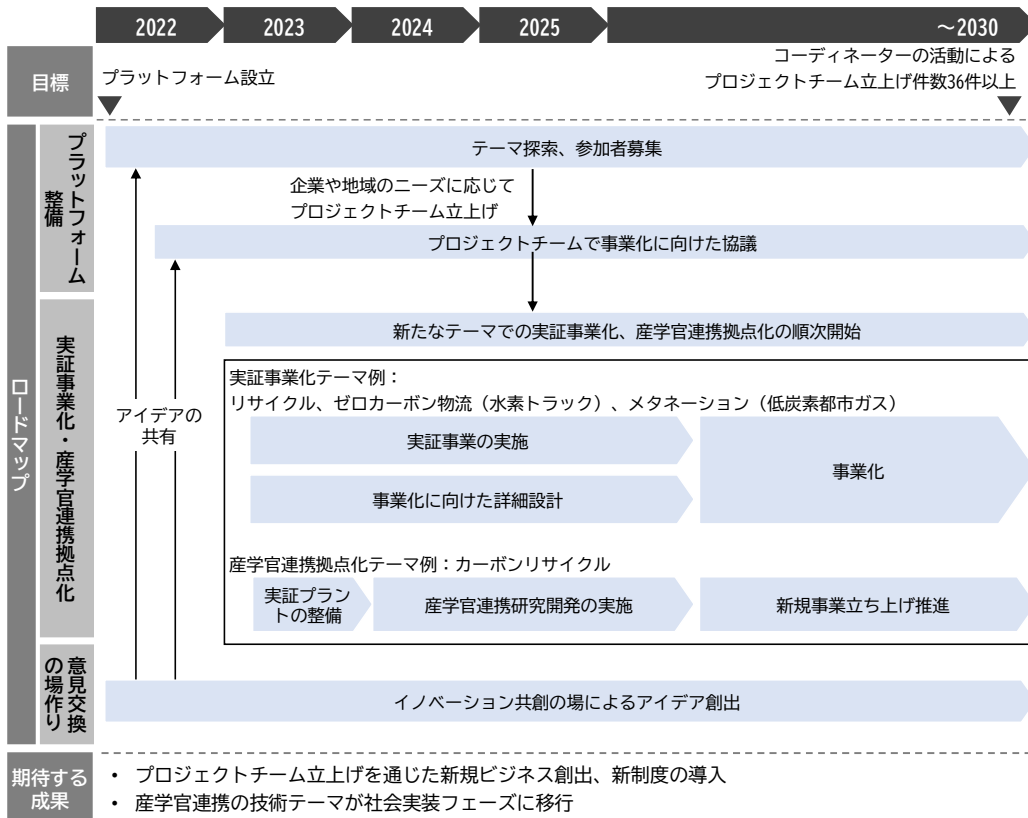 2022
2023
2024
2025
～2030
目標
プラットフォーム設立
コーディネーターの活動による
プロジェクトチーム立上げ件数36件以上
ロードマップ
プラットフォーム
整備
テーマ探索、参加者募集
企業や地域のニーズに応じて
プロジェクトチーム立上げ
プロジェクトチームで事業化に向けた協議
実証事業化・産学官連携拠点化
新たなテーマでの実証事業化、産学官連携拠点化の順次開始
アイデアの
共有
実証事業化テーマ例：
リサイクル、ゼロカーボン物流（水素トラック）、メタネーション（低炭素都市ガス）
実証事業の実施
事業化に向けた詳細設計
事業化
産学官連携拠点化テーマ例：カーボンリサイクル
実証プラン
トの整備
産学官連携研究開発の実施
新規事業立ち上げ推進
意見交換
の場作り
イノベーション共創の場によるアイデア創出
期待する
成果
• プロジェクトチーム立上げを通じた新規ビジネス創出、新制度の導入
• 産学官連携の技術テーマが社会実装フェーズに移行